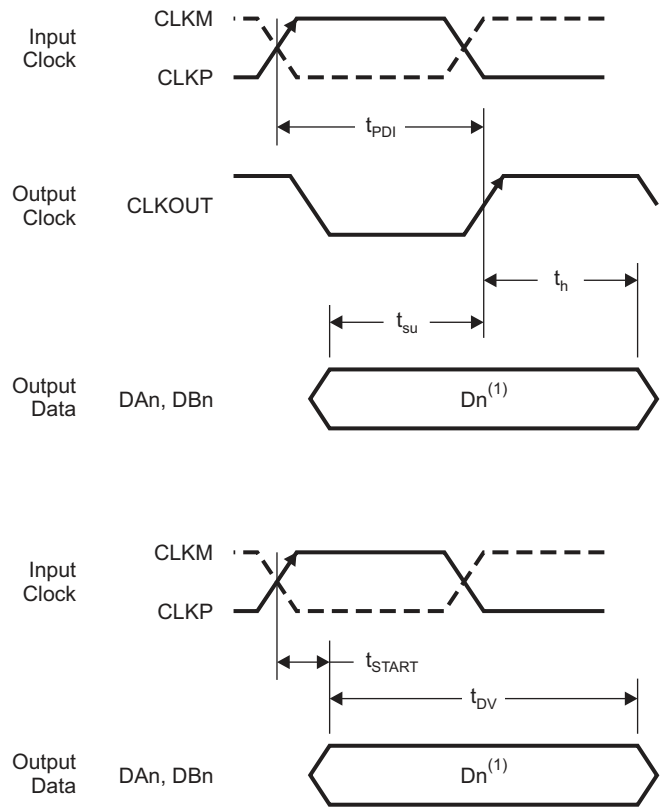 Input
Clock
CLKM
CLKP
t_PDI
Output
Clock
CLKOUT
t_h
t_su
Output
Data
DAn, DBn
Dn^(1)
Input
Clock
CLKM
CLKP
t_START
t_DV
Output
Data
DAn, DBn
Dn^(1)